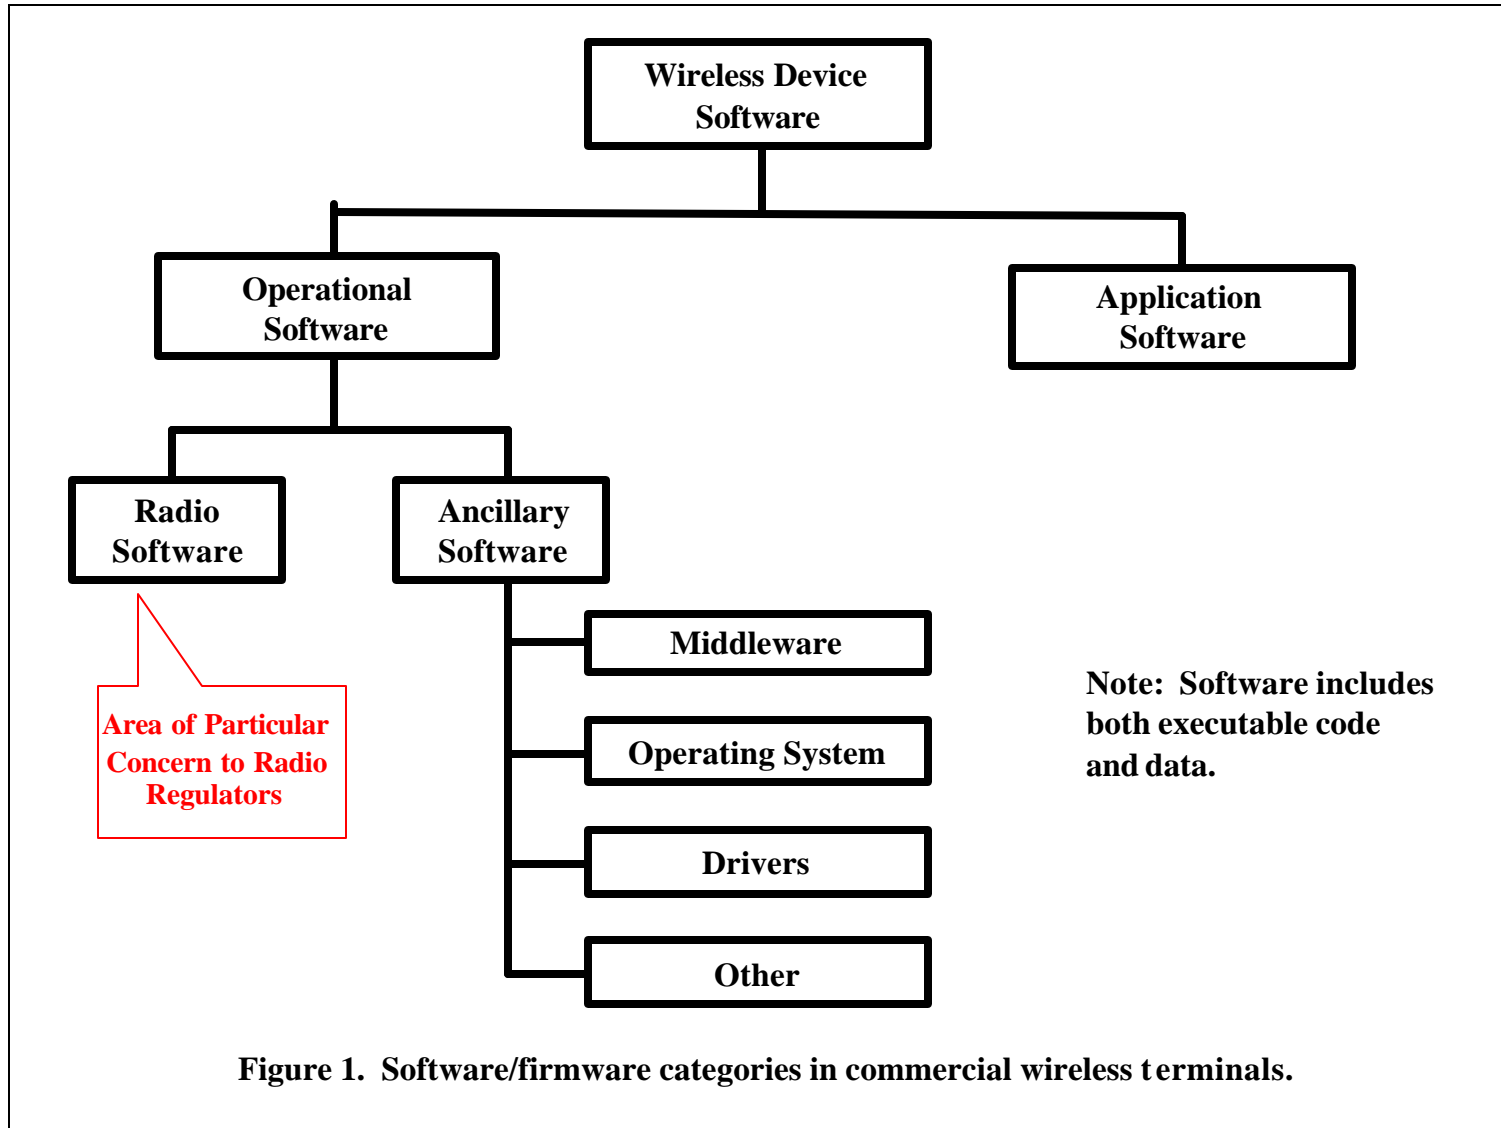 Wireless Device
Software
Operational
Software
Application
Software
Radio
Software
Ancillary
Software
Middleware
Area of Particular
Concern to Radio
Regulators
Operating System
Drivers
Other
Note: Software includes
both executable code
and data.
Figure 1. Software/firmware categories in commercial wireless terminals.